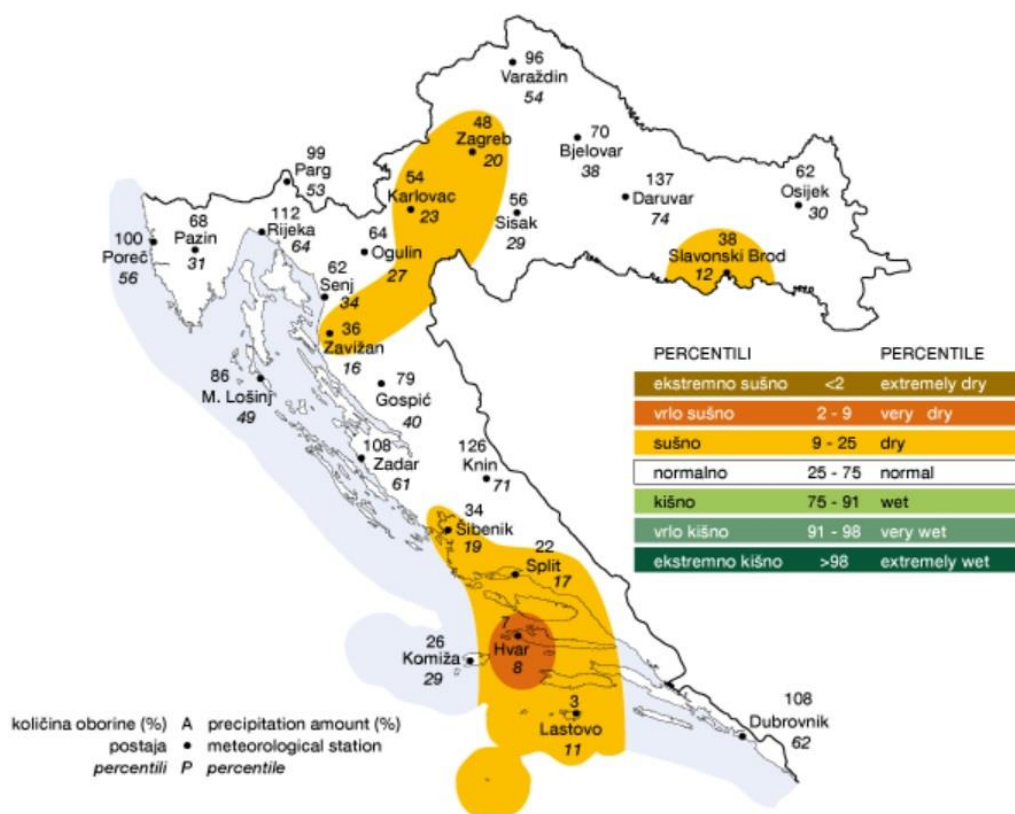 96
Varaždin
54
48
Zagreb
20
70
Bjelovar
38
99
Parg
53
54
Karlovac
23
62
Osijek
30
137
Daruvar
74
56
Sisak
29
112
Rijeka
64
68
Pazin
31
100
Poreč
56
64
Ogulin
27
38
Slavonski Brod
12
62
Senj
34
36
Zavižan
16
86
M. Lošinj
49
79
Gospić
40
108
Zadar
61
126
Knin
71
34
Šibenik
19
22
Split
17
7
Hvar
8
26
Komiža
29
3
Lastovo
11
108
Dubrovnik
62
PERCENTILI PERCENTILE
ekstremno sušno <2 extremely dry
vrlo sušno 2 - 9 very dry
sušno 9 - 25 dry
normalno 25 - 75 normal
kišno 75 - 91 wet
vrlo kišno 91 - 98 very wet
ekstremno kišno >98 extremely wet
količina oborine (%) A precipitation amount (%)
postaja • meteorological station
percentili P percentile